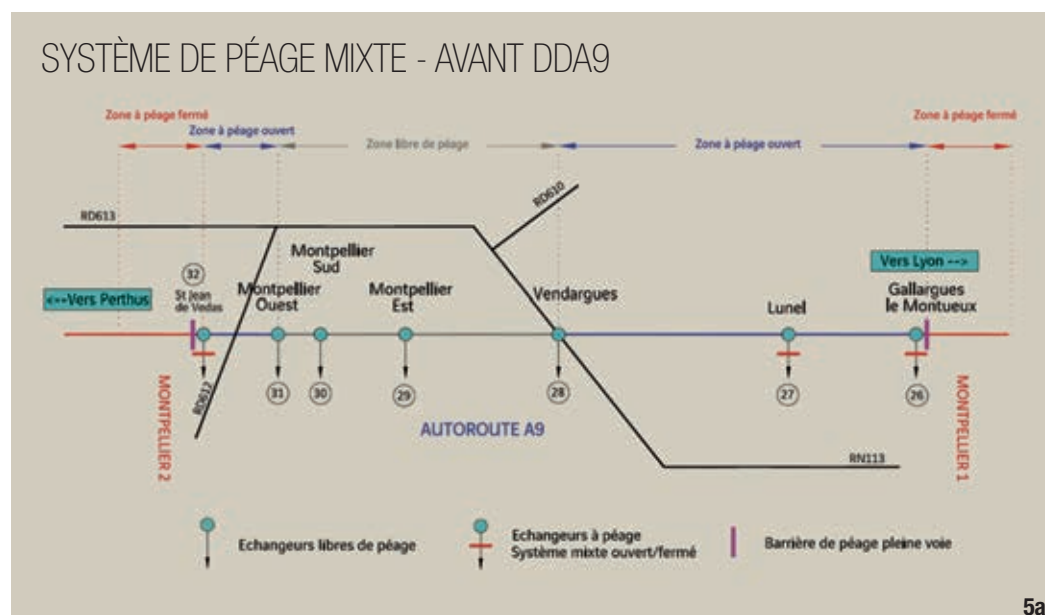 SYSTÈME DE PÉAGE MIXTE - AVANT DDA9
Zone à péage fermé
Zone à péage ouvert
Zone libre de péage
Zone à péage ouvert
Zone à péage fermé
RD613
RD610
32
Montpellier
Sud
Vers Lyon -->
<--Vers Perthus
St Jean
de Vedas
Montpellier
Ouest
Montpellier
Est
Vendargues
Lunel
Gallargues
le Montueux
RD612
31
30
29
28
27
26
MONTPELLIER 2
AUTOROUTE A9
MONTPELLIER 1
RN113
Echangeurs libres de péage
Echangeurs à péage
Système mixte ouvert/fermé
Barrière de péage pleine voie
5a